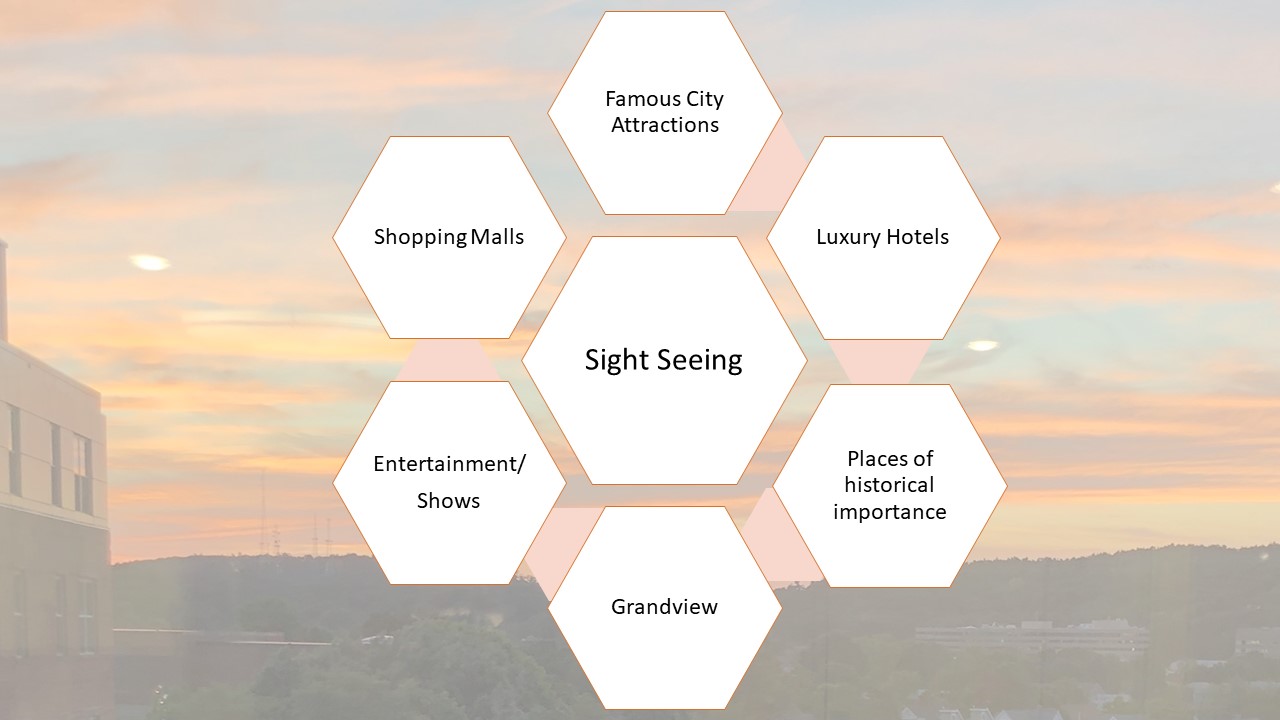 Famous City
Attractions
Shopping Malls
Luxury Hotels
Sight Seeing
Entertainment/
Shows
Places of
historical
importance
Grandview